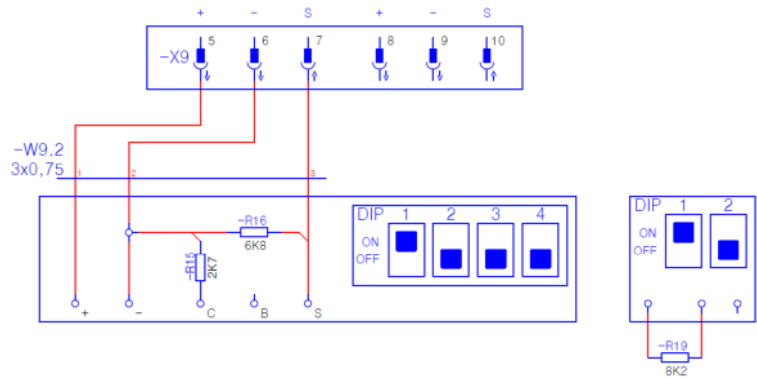 + − S + − S
5 6 7 8 9 10
−X9
−W9.2
3x0,75
1 2 3
DIP 1 2 3 4
ON
OFF
−R16
6K8
−R15
2K7
+ − C B S
DIP 1 2
ON
OFF
−R19
8K2